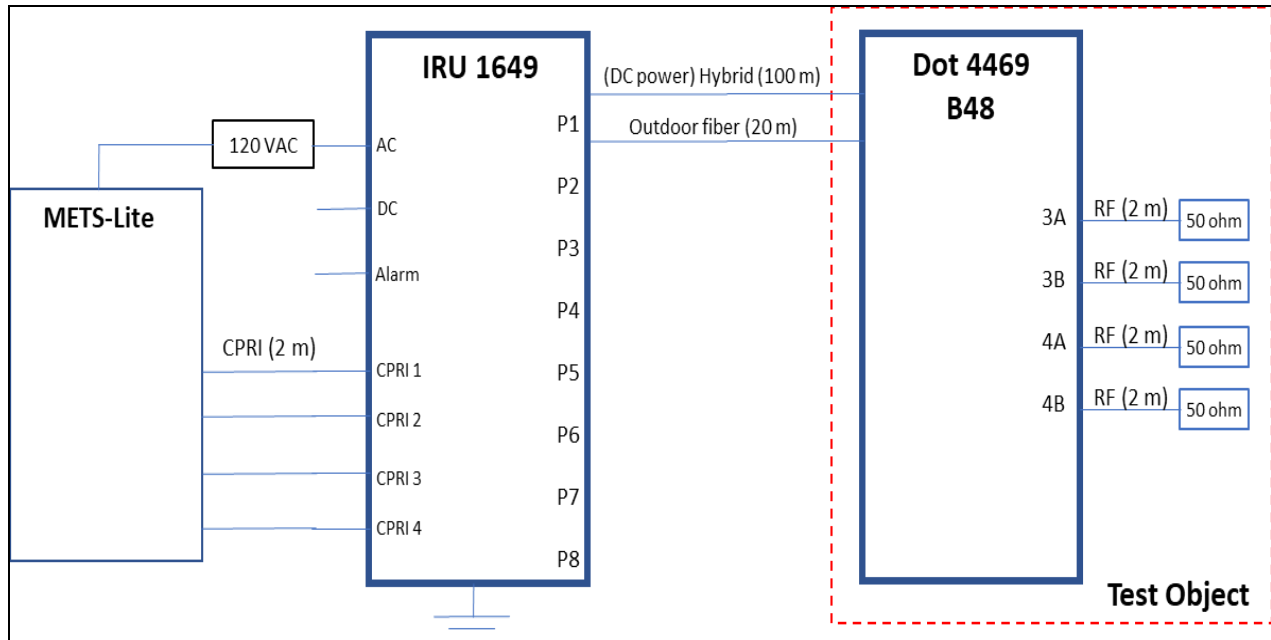 METS-Lite
120 VAC
CPRI (2 m)
IRU 1649
AC
DC
Alarm
CPRI 1
CPRI 2
CPRI 3
CPRI 4
P1
P2
P3
P4
P5
P6
P7
P8
(DC power) Hybrid (100 m)
Outdoor fiber (20 m)
Dot 4469
B48
3A
3B
4A
4B
RF (2 m)
50 ohm
RF (2 m)
50 ohm
RF (2 m)
50 ohm
RF (2 m)
50 ohm
Test Object